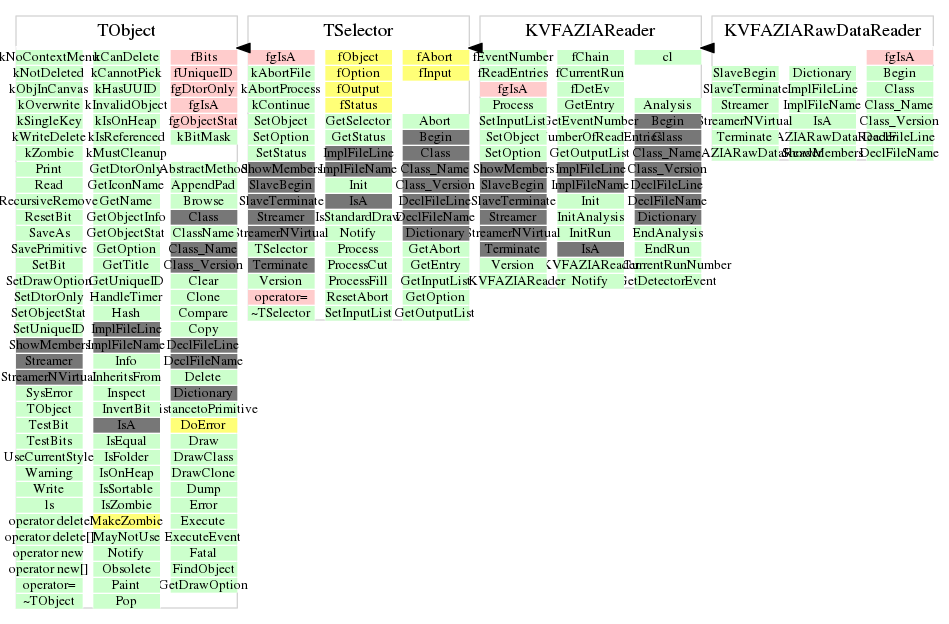 TObject TSelector KVFAZIAReader KVFAZIARawDataReader
kNoContextMenu kCanDelete fBits fgIsA fObject fAbort fEventNumber fChain cl fgIsA
kNotDeleted kCannotPick fUniqueID kAbortFile fOption fInput fReadEntries fCurrentRun SlaveBegin Dictionary Begin
kObjInCanvas kHasUUID fgDtorOnly kAbortProcess fOutput fgIsA fDetEv SlaveTerminate ImplFileLine Class
kOverwrite kInvalidObject fgIsA kContinue fStatus Process GetEntry Analysis Streamer ImplFileName Class_Name
kSingleKey kIsOnHeap fgObjectStat SetObject GetSelector Abort SetInputList GetEventNumber Begin StreamerNVirtual IsA Class_Version
kWriteDelete kIsReferenced kBitMask SetOption GetStatus Begin SetObject Class Terminate DeclFileLine
kZombie kMustCleanup SetStatus ImplFileLine Class SetOption GetOutputList Class_Name ShowMembers DeclFileName
Print GetDtorOnly AbstractMethod ShowMembers ImplFileName Class_Name ShowMembers ImplFileLine Class_Version
Read GetIconName AppendPad SlaveBegin Init Class_Version SlaveBegin ImplFileName DeclFileLine
RecursiveRemove GetName Browse SlaveTerminate IsA DeclFileLine SlaveTerminate Init DeclFileName
ResetBit GetObjectInfo Class Streamer IsStandardDraw DeclFileName Streamer InitAnalysis Dictionary
SaveAs GetObjectStat ClassName StreamerNVirtual Notify Dictionary StreamerNVirtual InitRun EndAnalysis
SavePrimitive GetOption Class_Name TSelector Process GetAbort Terminate IsA EndRun
SetBit GetTitle Class_Version Terminate ProcessCut GetEntry Version KVFAZIAReader GetCurrentRunNumber
SetDrawOption GetUniqueID Clear Version ProcessFill GetInputList KVFAZIAReader Notify GetDetectorEvent
SetDtorOnly HandleTimer Clone operator= ResetAbort GetOption
SetObjectStat Hash Compare ~TSelector SetInputList GetOutputList
SetUniqueID ImplFileLine Copy
ShowMembers ImplFileName DeclFileLine
Streamer Info DeclFileName
StreamerNVirtual InheritsFrom Delete
SysError Inspect Dictionary
TObject InvertBit DistancetoPrimitive
TestBit IsA DoError
TestBits IsEqual Draw
UseCurrentStyle IsFolder DrawClass
Warning IsOnHeap DrawClone
Write IsSortable Dump
ls IsZombie Error
operator delete MakeZombie Execute
operator delete[] MayNotUse ExecuteEvent
operator new Notify Fatal
operator new[] Obsolete FindObject
operator= Paint GetDrawOption
~TObject Pop